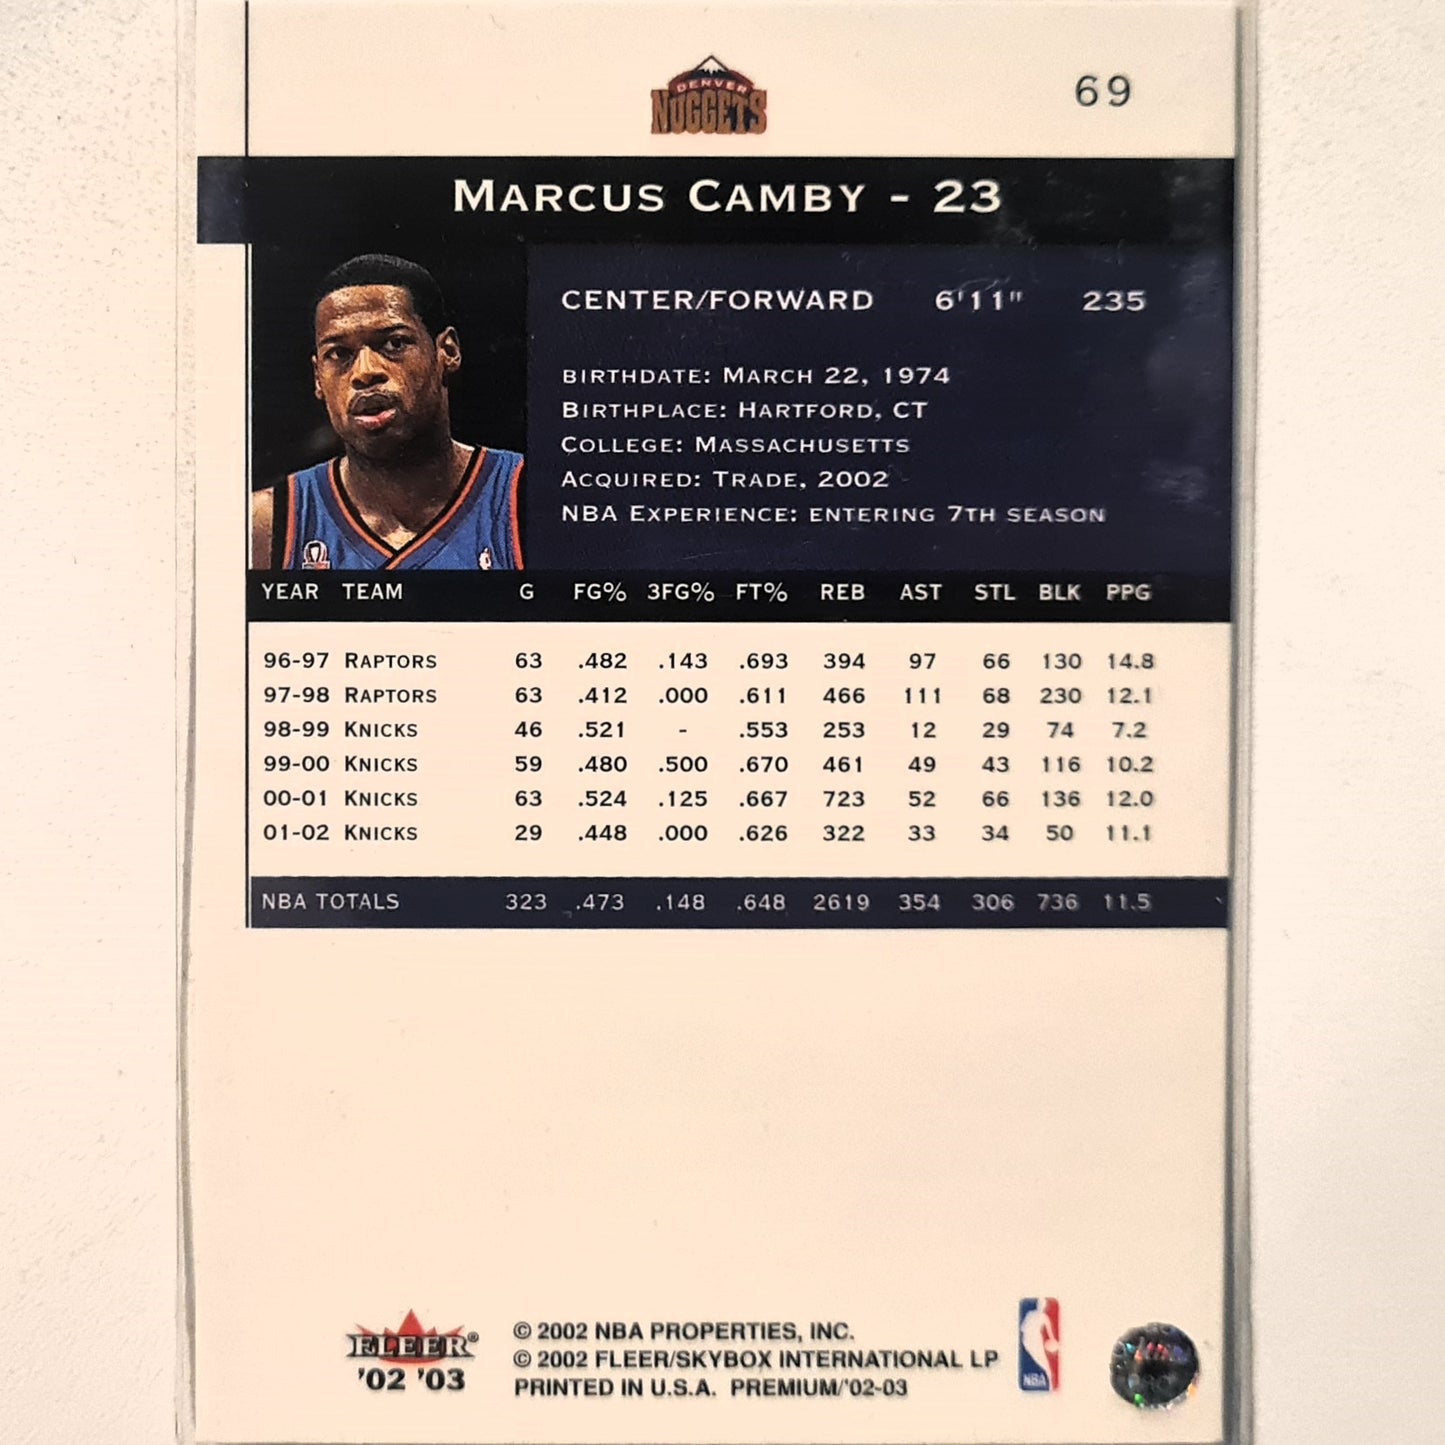 DENVER
NUGGETS
69
MARCUS CAMBY - 23
CENTER/FORWARD 6'11" 235
BIRTHDATE: MARCH 22, 1974
BIRTHPLACE: HARTFORD, CT
COLLEGE: MASSACHUSETTS
ACQUIRED: TRADE, 2002
NBA EXPERIENCE: ENTERING 7TH SEASON
YEAR TEAM G FG% 3FG% FT% REB AST STL BLK PPG
96-97 RAPTORS 63 .482 .143 .693 394 97 66 130 14.8
97-98 RAPTORS 63 .412 .000 .611 466 111 68 230 12.1
98-99 KNICKS 46 .521 - .553 253 12 29 74 7.2
99-00 KNICKS 59 .480 .500 .670 461 49 43 116 10.2
00-01 KNICKS 63 .524 .125 .667 723 52 66 136 12.0
01-02 KNICKS 29 .448 .000 .626 322 33 34 50 11.1
NBA TOTALS 323 .473 .148 .648 2619 354 306 736 11.5
FLEER®
'02 '03
© 2002 NBA PROPERTIES, INC.
© 2002 FLEER/SKYBOX INTERNATIONAL LP
PRINTED IN U.S.A. PREMIUM/'02-03
NBA